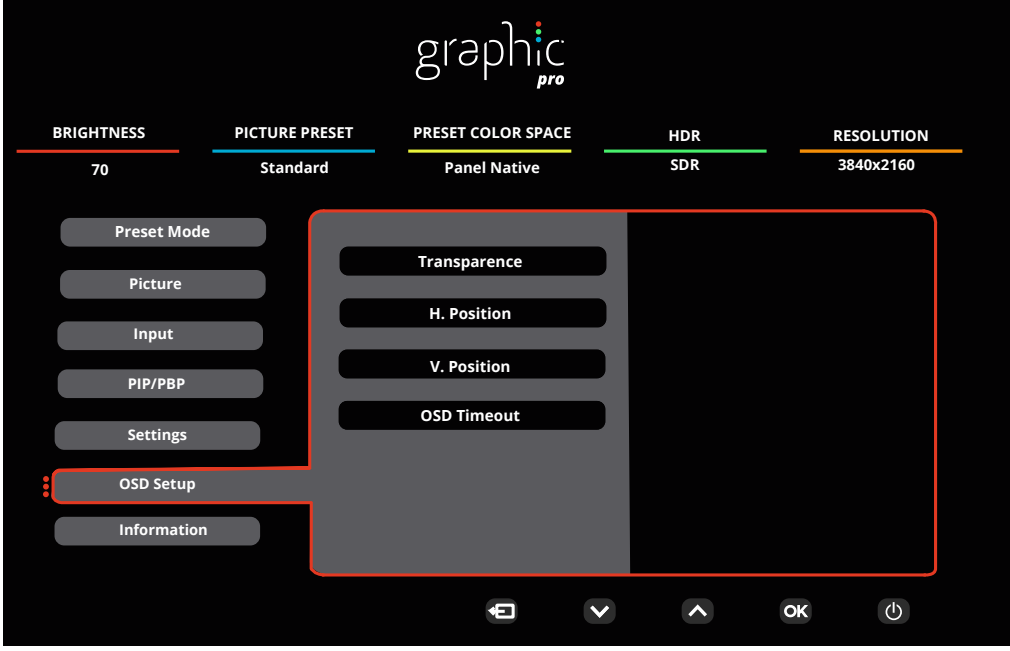 graphic
pro
BRIGHTNESS PICTURE PRESET PRESET COLOR SPACE HDR RESOLUTION
70 Standard Panel Native SDR 3840x2160
Preset Mode
Picture
Input
PIP/PBP
Settings
OSD Setup
Information
Transparence
H. Position
V. Position
OSD Timeout
OK